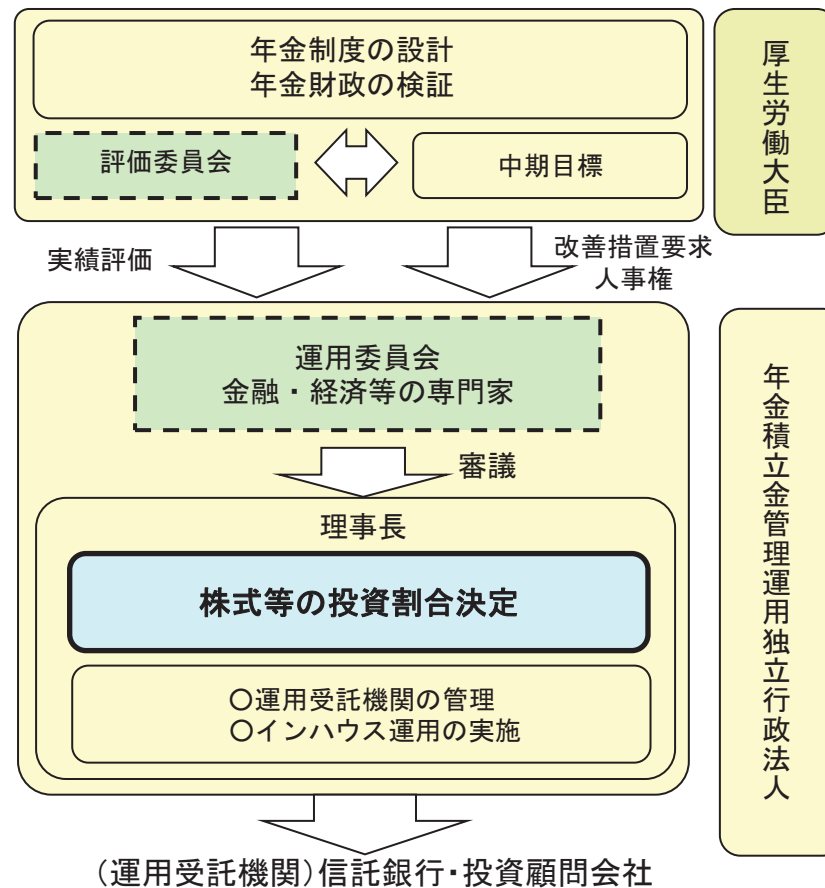 年金制度の設計
年金財政の検証
評価委員会
中期目標
厚生労働大臣
実績評価
改善措置要求
人事権
運用委員会
金融・経済等の専門家
審議
理事長
株式等の投資割合決定
○運用受託機関の管理
○インハウス運用の実施
年金積立金管理運用独立行政法人
(運用受託機関)信託銀行・投資顧問会社